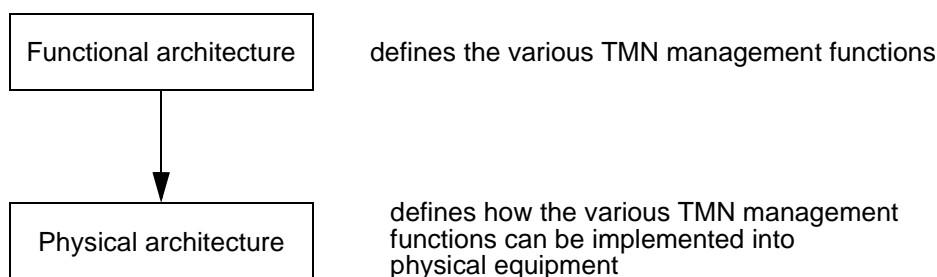 Functional architecture
defines the various TMN management functions
Physical architecture
defines how the various TMN management
functions can be implemented into
physical equipment